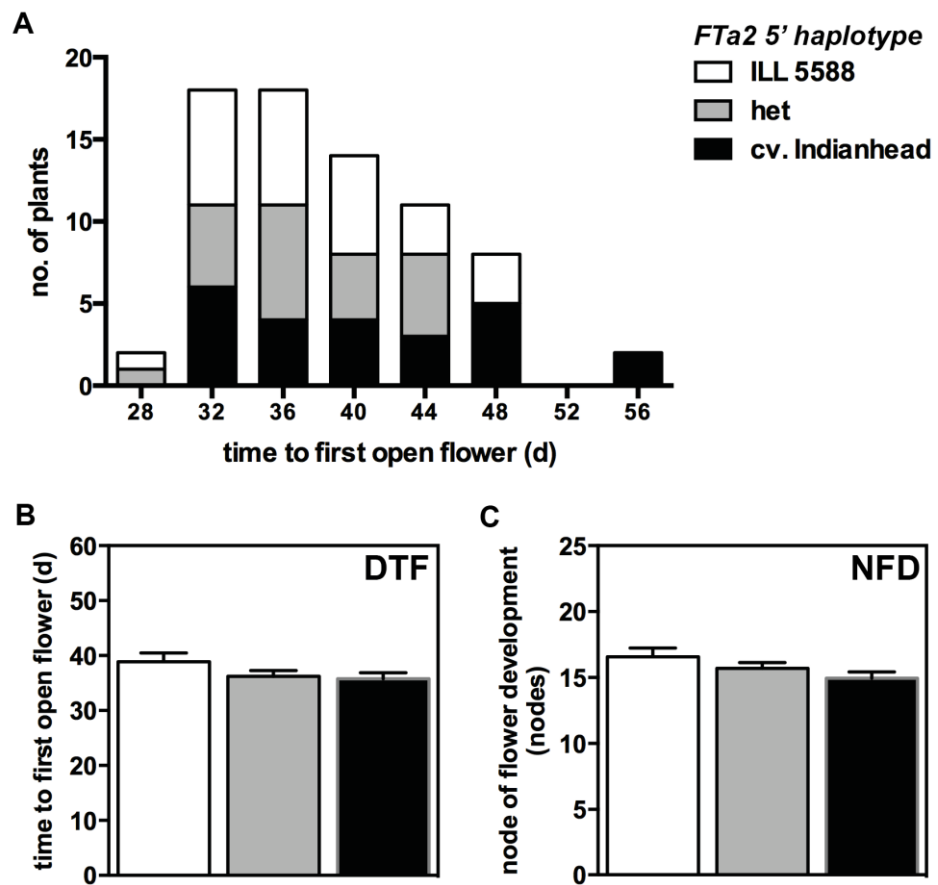 A
FTa2 5' haplotype
ILL 5588
het
cv. Indianhead
no. of plants
20
15
10
5
0
28 32 36 40 44 48 52 56
time to first open flower (d)
B
DTF
time to first open flower (d)
60
50
40
30
20
10
0
C
NFD
node of flower development
(nodes)
25
20
15
10
5
0